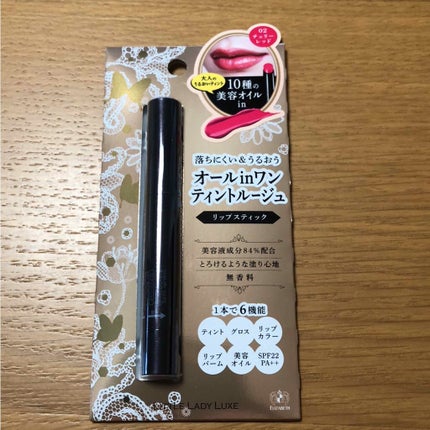 02
チェリー
レッド
大人の
うるおいティント
10種の
美容オイル
in
落ちにくい&うるおう
オールinワン
ティントルージュ
リップスティック
美容液成分84%配合
とろけるような塗り心地
無香料
1本で6機能
ティント
グロス
リップ
カラー
リップ
バーム
美容
オイル
SPF22
PA++
LADY LUXE
ELIZABETH